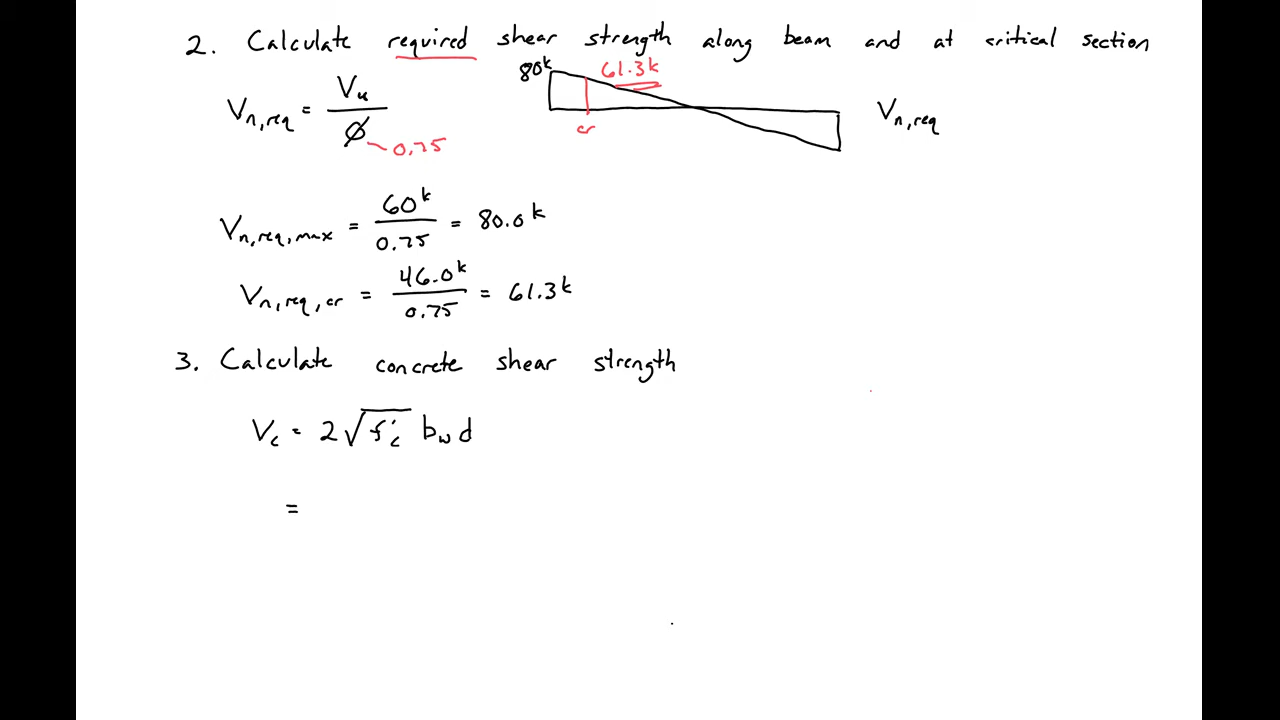 2. Calculate required shear strength along beam and at critical section
80k 61.3k
Vn,req = Vu / ϕ 0.75
cr
Vn,req
Vn,req,max = 60k / 0.75 = 80.0k
Vn,req,cr = 46.0k / 0.75 = 61.3k
3. Calculate concrete shear strength
Vc = 2√f'c bw d
=